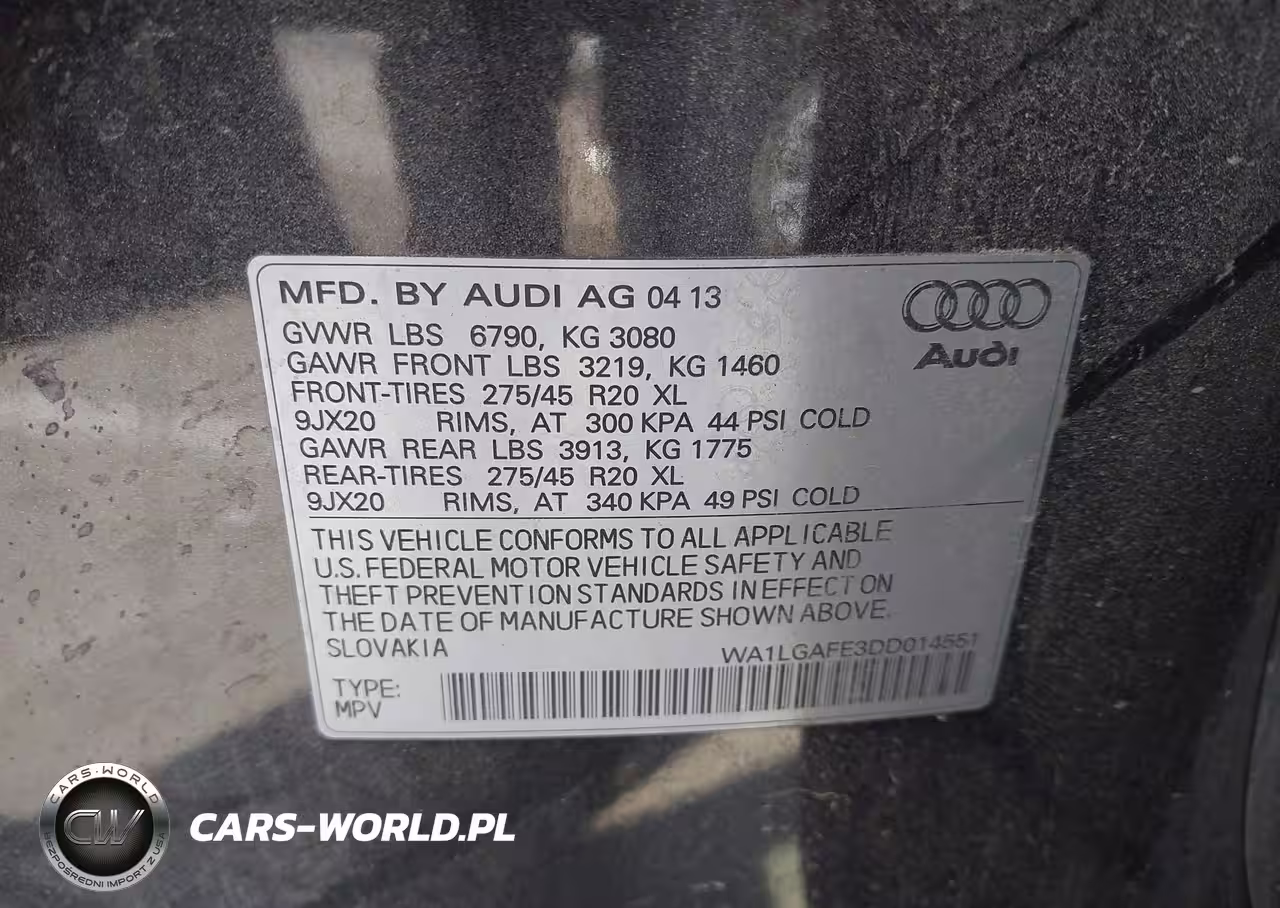 MFD. BY AUDI AG 04 13
Audi
GVWR LBS 6790, KG 3080
GAWR FRONT LBS 3219, KG 1460
FRONT-TIRES 275/45 R20 XL
9JX20 RIMS, AT 300 KPA 44 PSI COLD
GAWR REAR LBS 3913, KG 1775
REAR-TIRES 275/45 R20 XL
9JX20 RIMS, AT 340 KPA 49 PSI COLD
THIS VEHICLE CONFORMS TO ALL APPLICABLE
U.S. FEDERAL MOTOR VEHICLE SAFETY AND
THEFT PREVENTION STANDARDS IN EFFECT ON
THE DATE OF MANUFACTURE SHOWN ABOVE.
SLOVAKIA
WA1LGAFE3DD014551
TYPE:
MPV
CARS-WORLD
CW
BEZPOŚREDNI IMPORT Z USA
CARS-WORLD.PL